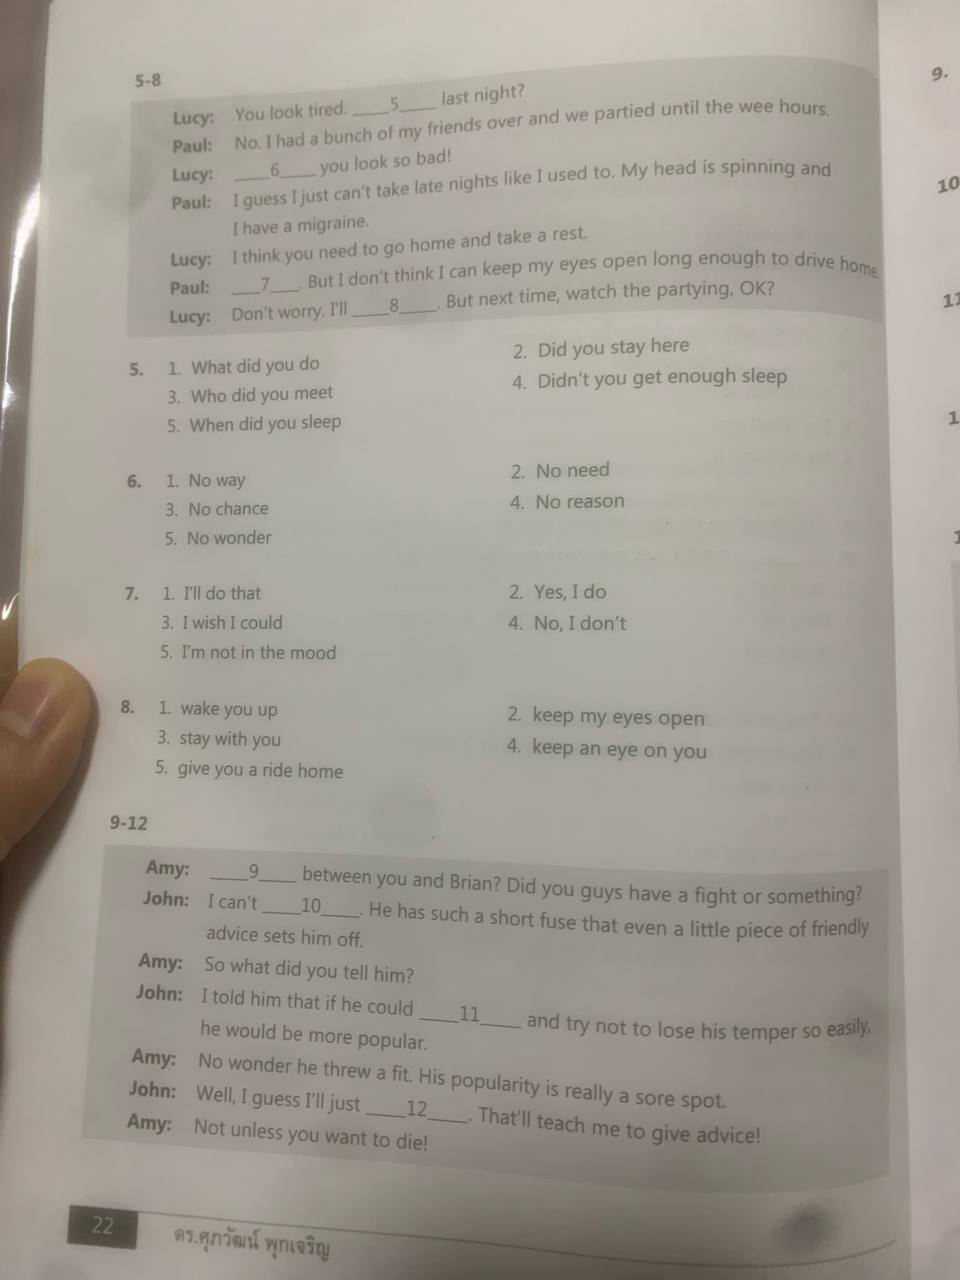 5-8
Lucy: You look tired. ____5____ last night?
Paul: No. I had a bunch of my friends over and we partied until the wee hours.
Lucy: ____6____ you look so bad!
Paul: I guess I just can't take late nights like I used to. My head is spinning and
I have a migraine.
Lucy: I think you need to go home and take a rest.
Paul: ____7____. But I don't think I can keep my eyes open long enough to drive home.
Lucy: Don't worry. I'll ____8____. But next time, watch the partying, OK?
5. 1. What did you do 2. Did you stay here
3. Who did you meet 4. Didn't you get enough sleep
5. When did you sleep
6. 1. No way 2. No need
3. No chance 4. No reason
5. No wonder
7. 1. I'll do that 2. Yes, I do
3. I wish I could 4. No, I don't
5. I'm not in the mood
8. 1. wake you up 2. keep my eyes open
3. stay with you 4. keep an eye on you
5. give you a ride home
9-12
Amy: ____9____ between you and Brian? Did you guys have a fight or something?
John: I can't ____10____. He has such a short fuse that even a little piece of friendly
advice sets him off.
Amy: So what did you tell him?
John: I told him that if he could ____11____ and try not to lose his temper so easily,
he would be more popular.
Amy: No wonder he threw a fit. His popularity is really a sore spot.
John: Well, I guess I'll just ____12____. That'll teach me to give advice!
Amy: Not unless you want to die!
22 ดร.ศุภวัฒน์ พุกเจริญ
9.
10
11